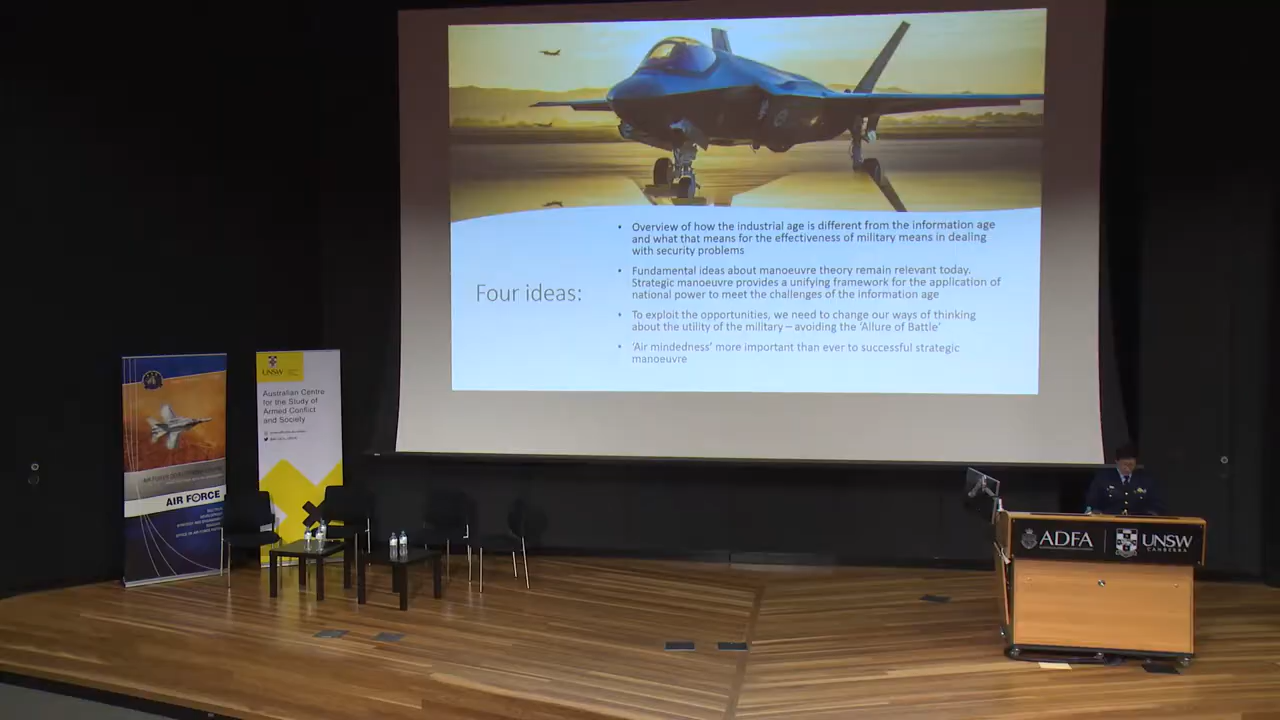 • Overview of how the industrial age is different from the information age
and what that means for the effectiveness of military means in dealing
with security problems
• Fundamental ideas about manoeuvre theory remain relevant today.
Strategic manoeuvre provides a unifying framework for the application of
national power to meet the challenges of the information age
Four ideas:
• To exploit the opportunities, we need to change our ways of thinking
about the utility of the military – avoiding the 'Allure of Battle'
• 'Air mindedness' more important than ever to successful strategic
manoeuvre
UNSW
Australian Centre
for the Study of
Armed Conflict
and Society
AIR FORCE
ADFA
UNSW
CANBERRA